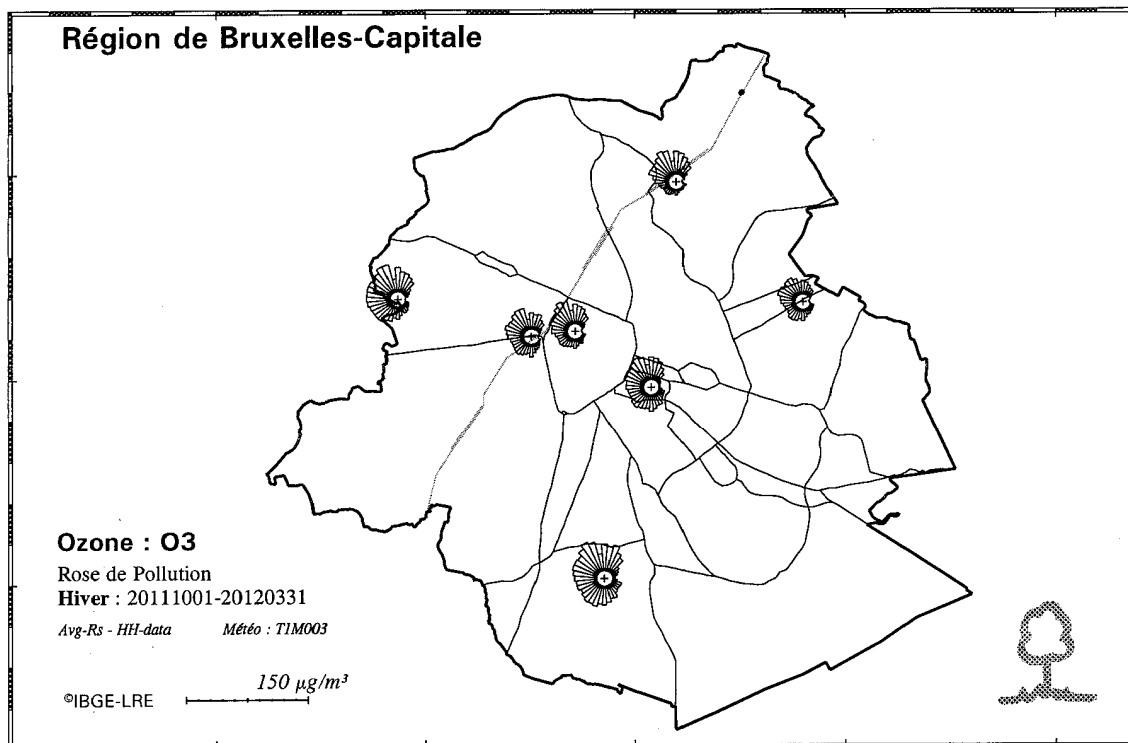 Région de Bruxelles-Capitale
Ozone : O3
Rose de Pollution
Hiver : 20111001-20120331
Avg-Rs - HH-data Météo : T1M003
150 µg/m³
©IBGE-LRE